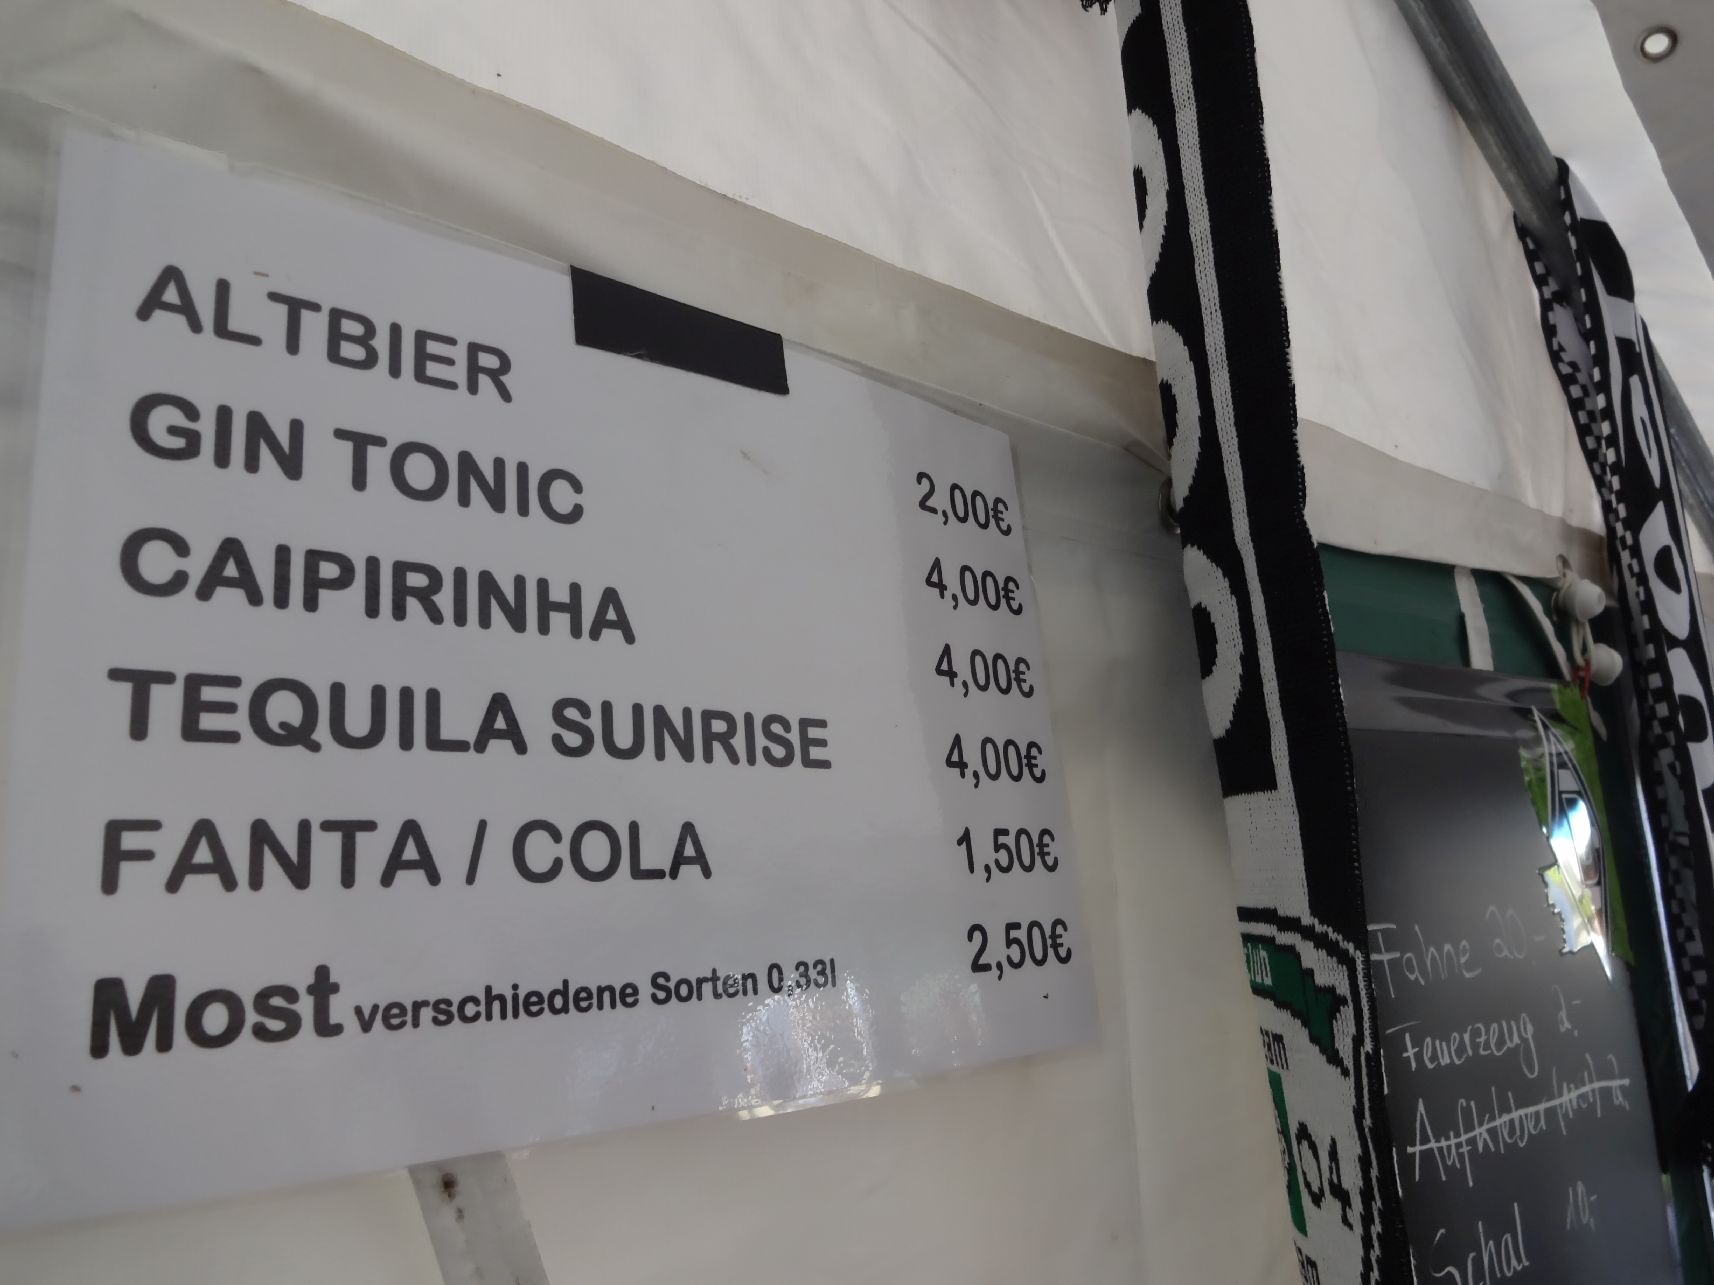 ALTBIER 2,00€
GIN TONIC 4,00€
CAIPIRINHA 4,00€
TEQUILA SUNRISE 4,00€
FANTA / COLA 1,50€
Most verschiedene Sorten 0,33l 2,50€
Fahne 20.-
Feuerzeug 2.-
Aufkleber
Schal 10,-
04